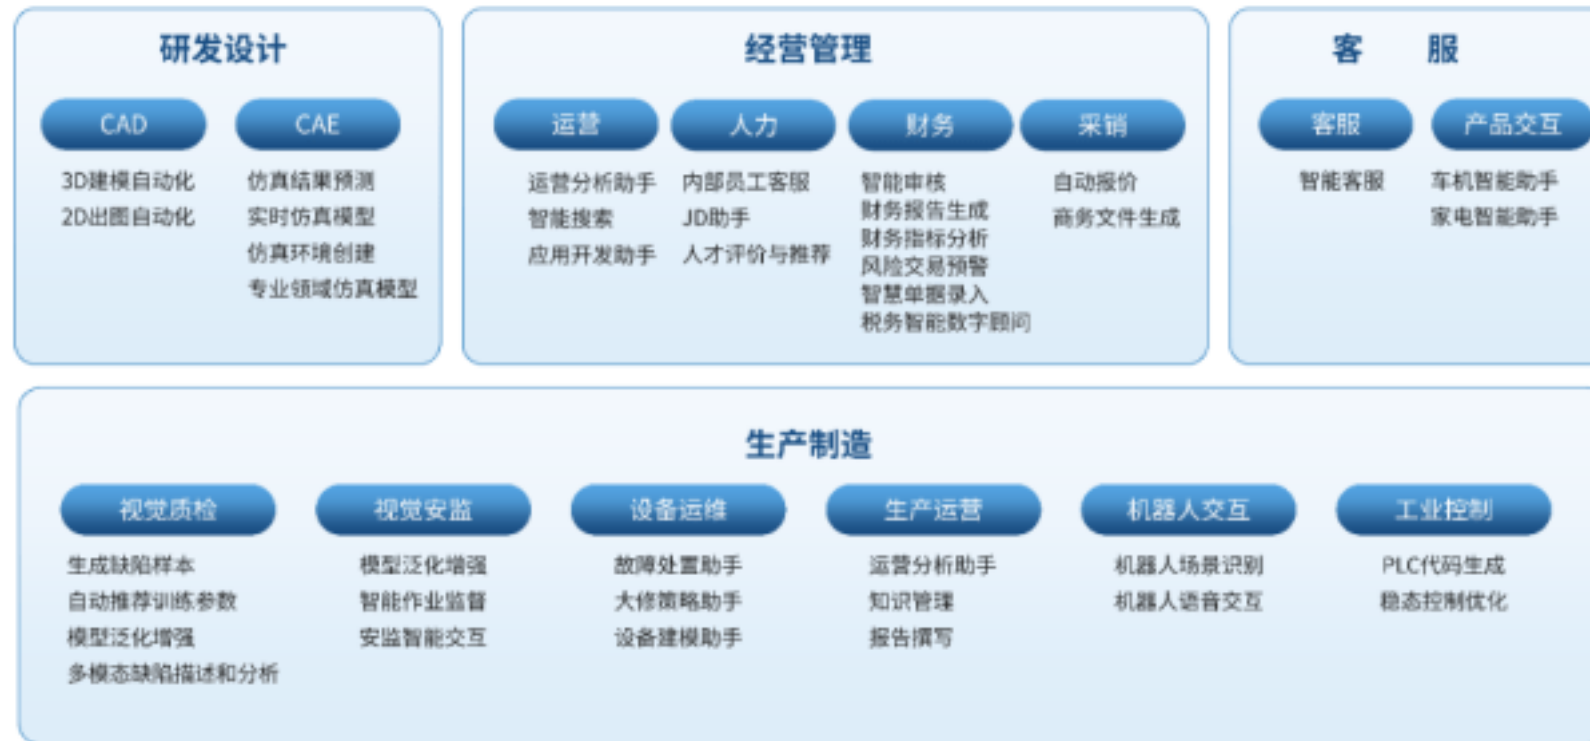 研发设计
CAD
CAE
3D建模自动化
2D出图自动化
仿真结果预测
实时仿真模型
仿真环境创建
专业领域仿真模型
经营管理
运营
人力
财务
采销
运营分析助手
智能搜索
应用开发助手
内部员工客服
JD助手
人才评价与推荐
智能审核
财务报告生成
财务指标分析
风险交易预警
智慧单据录入
税务智能数字顾问
自动报价
商务文件生成
客 服
客服
产品交互
智能客服
车机智能助手
家电智能助手
生产制造
视觉质检
视觉安监
设备运维
生产运营
机器人交互
工业控制
生成缺陷样本
自动推荐训练参数
模型泛化增强
多模态缺陷描述和分析
模型泛化增强
智能作业监督
安监智能交互
故障处置助手
大修策略助手
设备建模助手
运营分析助手
知识管理
报告撰写
机器人场景识别
机器人语音交互
PLC代码生成
稳态控制优化